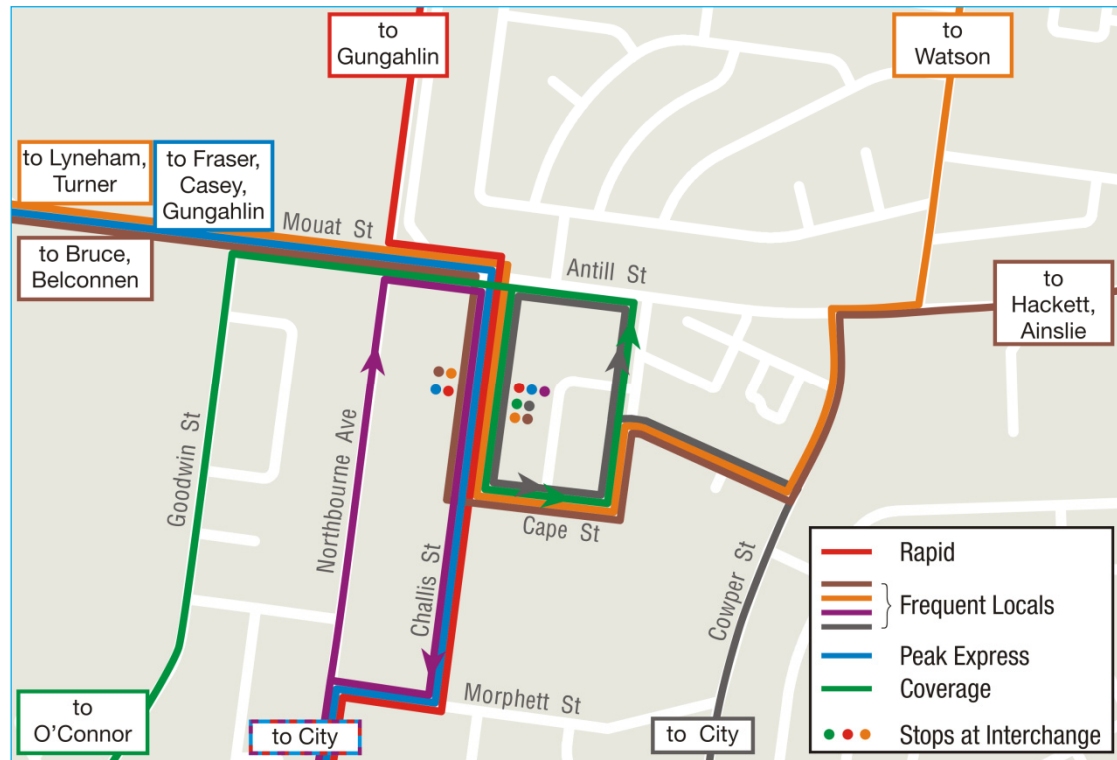 to
Gungahlin
to
Watson
to Lyneham,
Turner
to Fraser,
Casey,
Gungahlin
Mouat St
to Bruce,
Belconnen
Antill St
to
Hackett,
Ainslie
Goodwin St
Northbourne Ave
Challis St
Cape St
Cowper St
Morphett St
to
O'Connor
to City
to City
Rapid
Frequent Locals
Peak Express
Coverage
Stops at Interchange